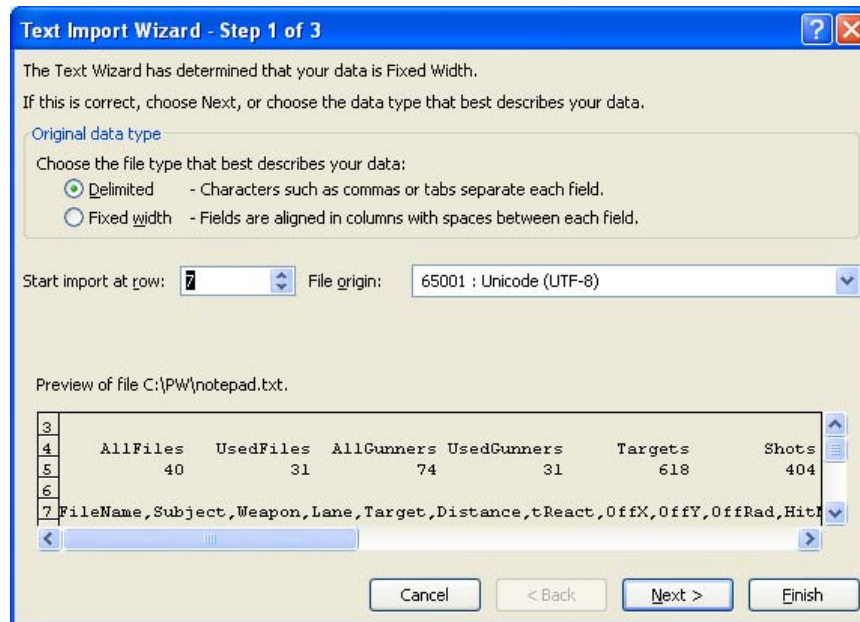 Text Import Wizard - Step 1 of 3
The Text Wizard has determined that your data is Fixed Width.
If this is correct, choose Next, or choose the data type that best describes your data.
Original data type
Choose the file type that best describes your data:
Delimited - Characters such as commas or tabs separate each field.
Fixed width - Fields are aligned in columns with spaces between each field.
Start import at row: 7 File origin: 65001 : Unicode (UTF-8)
Preview of file C:\PW\notepad.txt.
3
4 AllFiles UsedFiles AllGunners UsedGunners Targets Shots
5 40 31 74 31 618 404
6
7 FileName,Subject,Weapon,Lane,Target,Distance,tReact,OffX,OffY,OffRad,Hit
Cancel < Back Next > Finish